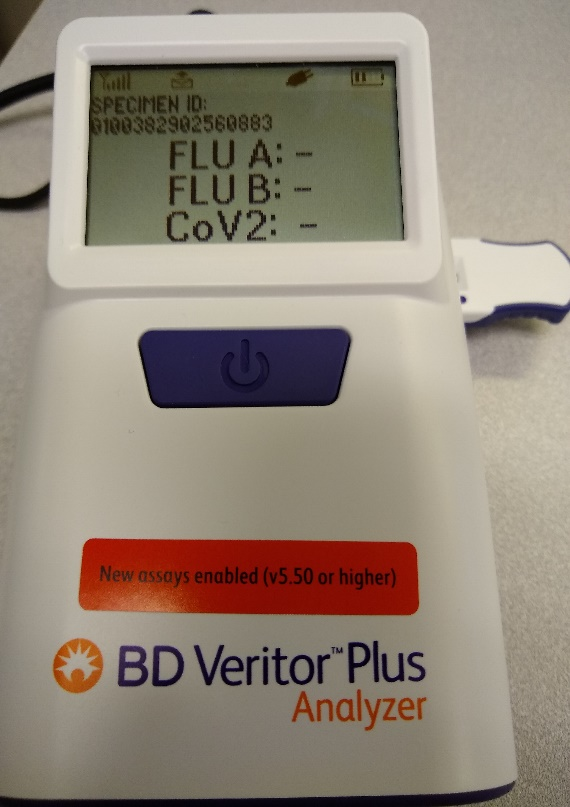 SPECIMEN ID:
0100382902560883
FLU A: –
FLU B: –
CoV2: –
New assays enabled (v5.50 or higher)
BD Veritor™ Plus
Analyzer